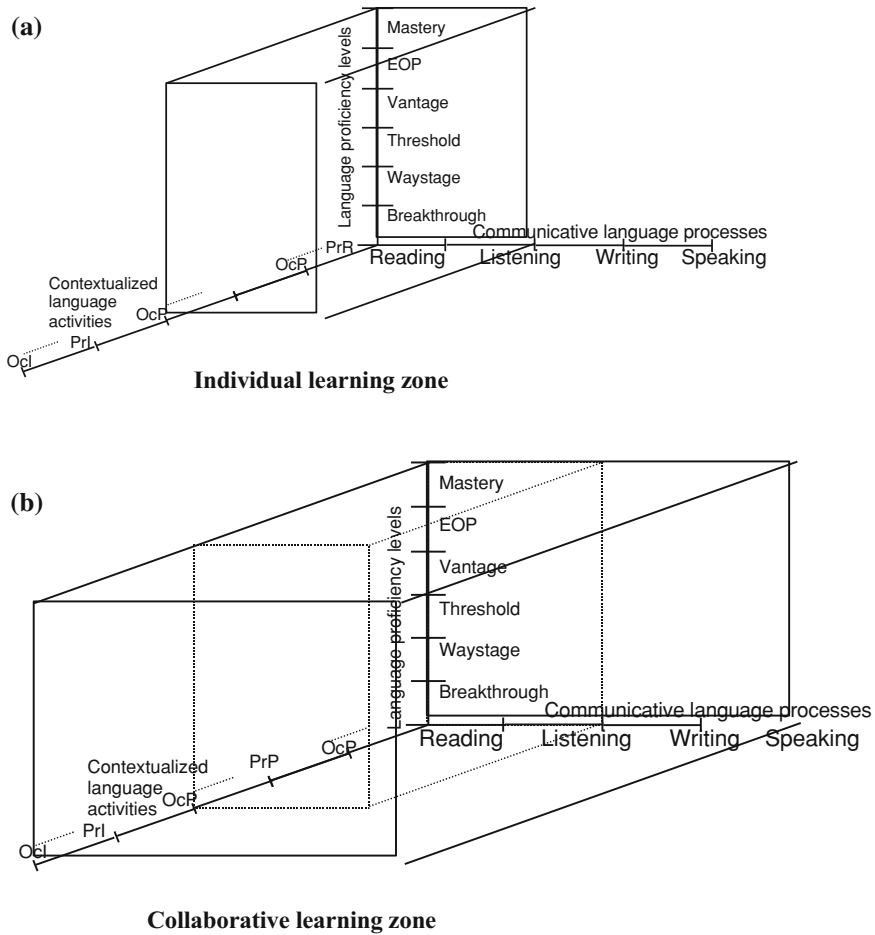 (a)
Mastery
EOP
Vantage
Threshold
Waystage
Breakthrough
Language proficiency levels
Communicative language processes
Reading
Listening
Writing
Speaking
PrR
OcR
Contextualized
language
activities
OcP
PrI
OcI
Individual learning zone
(b)
Mastery
EOP
Vantage
Threshold
Waystage
Breakthrough
Language proficiency levels
Communicative language processes
Reading
Listening
Writing
Speaking
OcP
PrP
Contextualized
language
activities
OcP
PrI
OcI
Collaborative learning zone